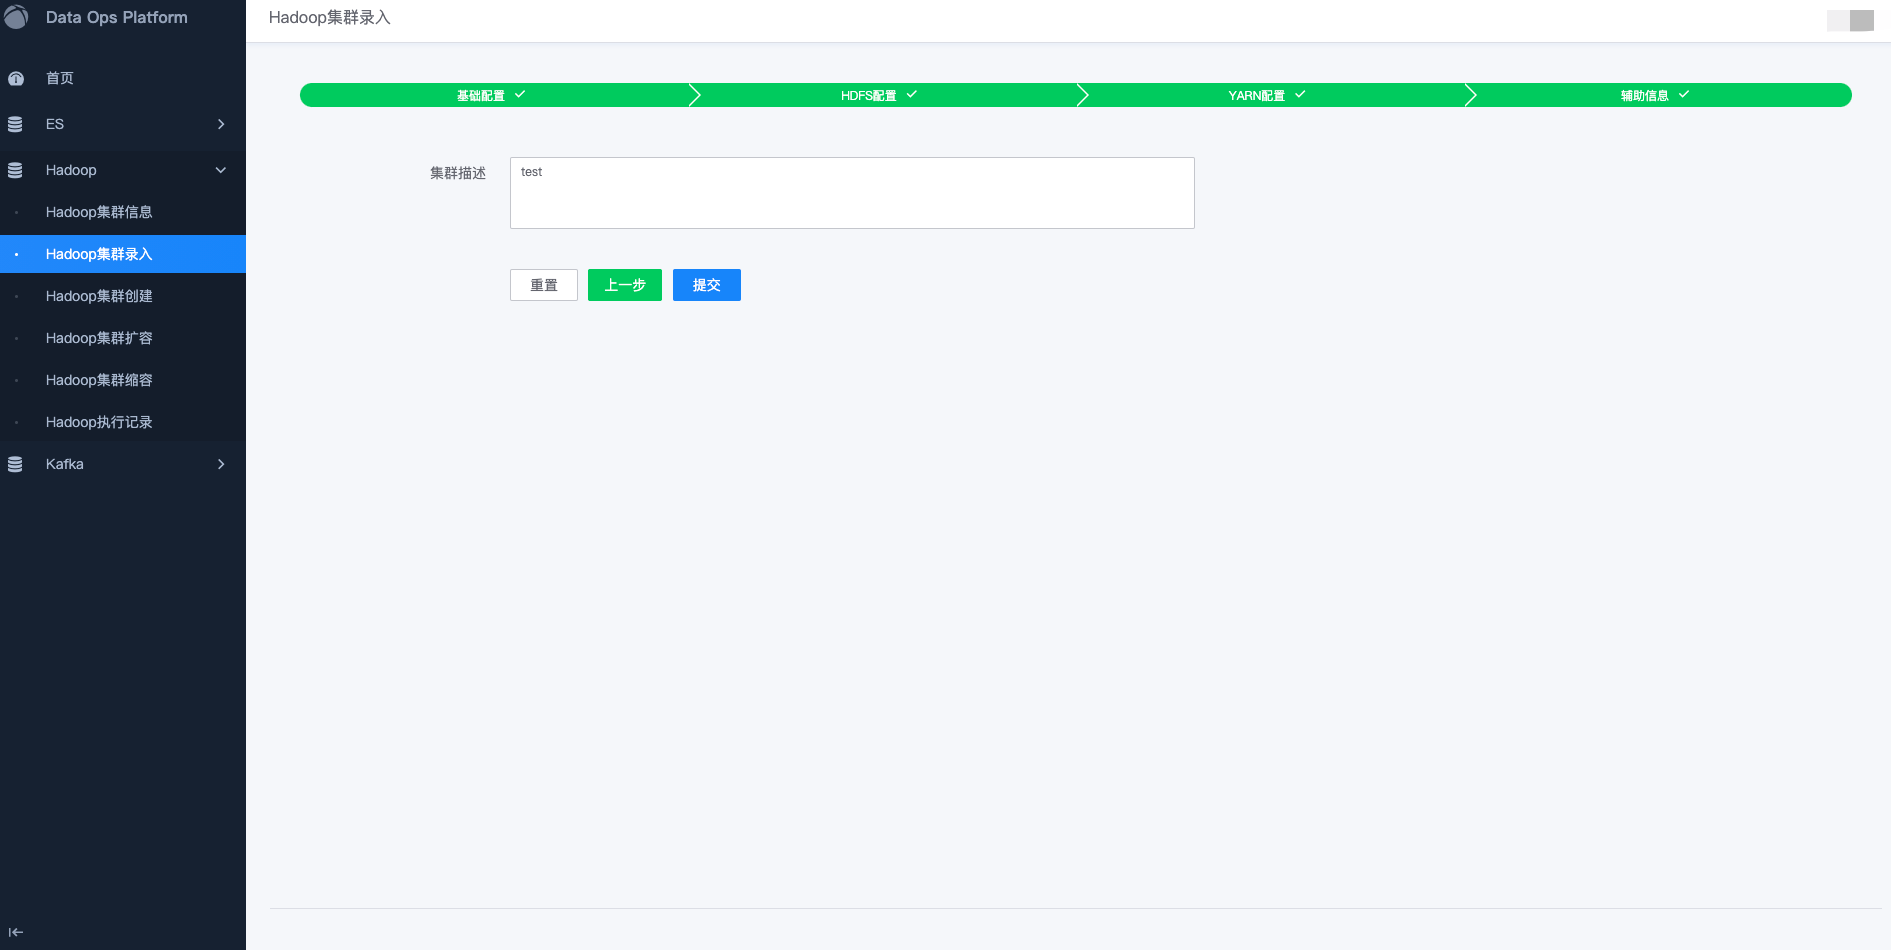 Data Ops Platform
首页
ES
Hadoop
Hadoop集群信息
Hadoop集群录入
Hadoop集群创建
Hadoop集群扩容
Hadoop集群缩容
Hadoop执行记录
Kafka
Hadoop集群录入
基础配置
HDFS配置
YARN配置
辅助信息
集群描述
test
重置
上一步
提交